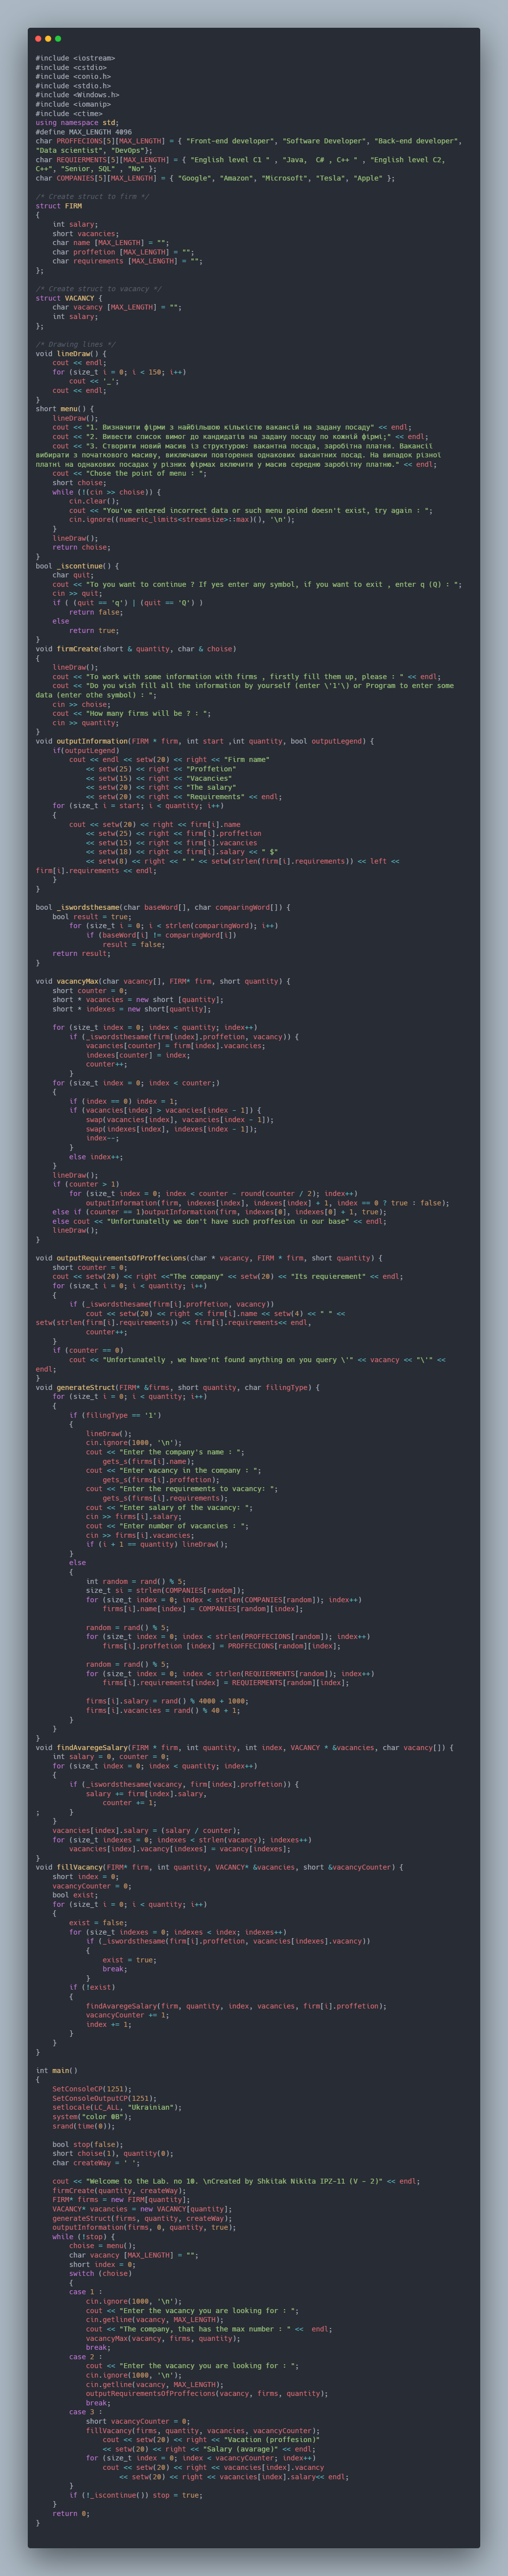 #include <iostream>
#include <cstdio>
#include <conio.h>
#include <stdio.h>
#include <Windows.h>
#include <iomanip>
#include <ctime>
using namespace std;
#define MAX_LENGTH 4096
char PROFFECIONS[5][MAX_LENGTH] = { "Front-end developer", "Software Developer", "Back-end developer",
"Data scientist", "DevOps"};
char REQUIERMENTS[5][MAX_LENGTH] = { "English level C1 " , "Java,  C# , C++ " , "English level C2,
C++", "Senior, SQL" , "No" };
char COMPANIES[5][MAX_LENGTH] = { "Google", "Amazon", "Microsoft", "Tesla", "Apple" };

/* Create struct to firm */
struct FIRM
{
    int salary;
    short vacancies;
    char name [MAX_LENGTH] = "";
    char proffetion [MAX_LENGTH] = "";
    char requirements [MAX_LENGTH] = "";
};

/* Create struct to vacancy */
struct VACANCY {
    char vacancy [MAX_LENGTH] = "";
    int salary;
};

/* Drawing lines */
void lineDraw() {
    cout << endl;
    for (size_t i = 0; i < 150; i++)
        cout << '_';
    cout << endl;
}
short menu() {
    lineDraw();
    cout << "1. Визначити фірми з найбільшою кількістю вакансій на задану посаду" << endl;
    cout << "2. Вивести список вимог до кандидатів на задану посаду по кожній фірмі;" << endl;
    cout << "3. Створити новий масив із структурою: вакантна посада, заробітна платня. Вакансії
вибирати з початкового масиву, виключаючи повторення однакових вакантних посад. На випадок різної
платні на однакових посадах у різних фірмах включити у масив середню заробітну платню." << endl;
    cout << "Chose the point of menu : ";
    short choise;
    while (!(cin >> choise)) {
        cin.clear();
        cout << "You've entered incorrect data or such menu poind doesn't exist, try again : ";
        cin.ignore((numeric_limits<streamsize>::max)(), '\n');
    }
    lineDraw();
    return choise;
}
bool _iscontinue() {
    char quit;
    cout << "To you want to continue ? If yes enter any symbol, if you want to exit , enter q (Q) : ";
    cin >> quit;
    if ( (quit == 'q') | (quit == 'Q') )
        return false;
    else
        return true;
}
void firmCreate(short & quantity, char & choise)
{
    lineDraw();
    cout << "To work with some information with firms , firstly fill them up, please : " << endl;
    cout << "Do you wish fill all the information by yourself (enter \'1'\) or Program to enter some
data (enter othe symbol) : ";
    cin >> choise;
    cout << "How many firms will be ? : ";
    cin >> quantity;
}
void outputInformation(FIRM * firm, int start ,int quantity, bool outputLegend) {
    if(outputLegend)
        cout << endl << setw(20) << right << "Firm name"
            << setw(25) << right << "Proffetion"
            << setw(15) << right << "Vacancies"
            << setw(20) << right << "The salary"
            << setw(20) << right << "Requirements" << endl;
    for (size_t i = start; i < quantity; i++)
    {
        cout << setw(20) << right << firm[i].name
            << setw(25) << right << firm[i].proffetion
            << setw(15) << right << firm[i].vacancies
            << setw(18) << right << firm[i].salary << " $"
            << setw(8) << right << " " << setw(strlen(firm[i].requirements)) << left <<
firm[i].requirements << endl;
    }
}

bool _iswordsthesame(char baseWord[], char comparingWord[]) {
    bool result = true;
        for (size_t i = 0; i < strlen(comparingWord); i++)
            if (baseWord[i] != comparingWord[i])
                result = false;
    return result;
}

void vacancyMax(char vacancy[], FIRM* firm, short quantity) {
    short counter = 0;
    short * vacancies = new short [quantity];
    short * indexes = new short[quantity];

    for (size_t index = 0; index < quantity; index++)
        if (_iswordsthesame(firm[index].proffetion, vacancy)) {
            vacancies[counter] = firm[index].vacancies;
            indexes[counter] = index;
            counter++;
        }
    for (size_t index = 0; index < counter;)
    {
        if (index == 0) index = 1;
        if (vacancies[index] > vacancies[index - 1]) {
            swap(vacancies[index], vacancies[index - 1]);
            swap(indexes[index], indexes[index - 1]);
            index--;
        }
        else index++;
    }
    lineDraw();
    if (counter > 1)
        for (size_t index = 0; index < counter - round(counter / 2); index++)
            outputInformation(firm, indexes[index], indexes[index] + 1, index == 0 ? true : false);
    else if (counter == 1)outputInformation(firm, indexes[0], indexes[0] + 1, true);
    else cout << "Unfortunatelly we don't have such proffesion in our base" << endl;
    lineDraw();
}

void outputRequirementsOfProffecions(char * vacancy, FIRM * firm, short quantity) {
    short counter = 0;
    cout << setw(20) << right <<"The company" << setw(20) << "Its requierement" << endl;
    for (size_t i = 0; i < quantity; i++)
    {
        if (_iswordsthesame(firm[i].proffetion, vacancy))
            cout << setw(20) << right << firm[i].name << setw(4) << " " <<
setw(strlen(firm[i].requirements)) << firm[i].requirements<< endl,
            counter++;
    }
    if (counter == 0)
        cout << "Unfortunatelly , we have'nt found anything on you query \'" << vacancy << "\'" <<
endl;
}
void generateStruct(FIRM* &firms, short quantity, char filingType) {
    for (size_t i = 0; i < quantity; i++)
    {
        if (filingType == '1')
        {
            lineDraw();
            cin.ignore(1000, '\n');
            cout << "Enter the company's name : ";
                gets_s(firms[i].name);
            cout << "Enter vacancy in the company : ";
                gets_s(firms[i].proffetion);
            cout << "Enter the requirements to vacancy: ";
                gets_s(firms[i].requirements);
            cout << "Enter salary of the vacancy: ";
            cin >> firms[i].salary;
            cout << "Enter number of vacancies : ";
            cin >> firms[i].vacancies;
            if (i + 1 == quantity) lineDraw();
        }
        else
        {
            int random = rand() % 5;
            size_t si = strlen(COMPANIES[random]);
            for (size_t index = 0; index < strlen(COMPANIES[random]); index++)
                firms[i].name[index] = COMPANIES[random][index];

            random = rand() % 5;
            for (size_t index = 0; index < strlen(PROFFECIONS[random]); index++)
                firms[i].proffetion [index] = PROFFECIONS[random][index];

            random = rand() % 5;
            for (size_t index = 0; index < strlen(REQUIERMENTS[random]); index++)
                firms[i].requirements[index] = REQUIERMENTS[random][index];

            firms[i].salary = rand() % 4000 + 1000;
            firms[i].vacancies = rand() % 40 + 1;
        }
    }
}
void findAvaregeSalary(FIRM * firm, int quantity, int index, VACANCY * &vacancies, char vacancy[]) {
    int salary = 0, counter = 0;
    for (size_t index = 0; index < quantity; index++)
    {
        if (_iswordsthesame(vacancy, firm[index].proffetion)) {
            salary += firm[index].salary,
                counter += 1;
;       }
    }
    vacancies[index].salary = (salary / counter);
    for (size_t indexes = 0; indexes < strlen(vacancy); indexes++)
        vacancies[index].vacancy[indexes] = vacancy[indexes];
}
void fillVacancy(FIRM* firm, int quantity, VACANCY* &vacancies, short &vacancyCounter) {
    short index = 0;
    vacancyCounter = 0;
    bool exist;
    for (size_t i = 0; i < quantity; i++)
    {
        exist = false;
        for (size_t indexes = 0; indexes < index; indexes++)
            if (_iswordsthesame(firm[i].proffetion, vacancies[indexes].vacancy))
            {
                exist = true;
                break;
            }
        if (!exist)
        {
            findAvaregeSalary(firm, quantity, index, vacancies, firm[i].proffetion);
            vacancyCounter += 1;
            index += 1;
        }
    }
}

int main()
{
    SetConsoleCP(1251);
    SetConsoleOutputCP(1251);
    setlocale(LC_ALL, "Ukrainian");
    system("color 0B");
    srand(time(0));

    bool stop(false);
    short choise(1), quantity(0);
    char createWay = ' ';

    cout << "Welcome to the Lab. no 10. \nCreated by Shkitak Nikita IPZ-11 (V - 2)" << endl;
    firmCreate(quantity, createWay);
    FIRM* firms = new FIRM[quantity];
    VACANCY* vacancies = new VACANCY[quantity];
    generateStruct(firms, quantity, createWay);
    outputInformation(firms, 0, quantity, true);
    while (!stop) {
        choise = menu();
        char vacancy [MAX_LENGTH] = "";
        short index = 0;
        switch (choise)
        {
        case 1 :
            cin.ignore(1000, '\n');
            cout << "Enter the vacancy you are looking for : ";
            cin.getline(vacancy, MAX_LENGTH);
            cout << "The company, that has the max number : " <<  endl;
            vacancyMax(vacancy, firms, quantity);
            break;
        case 2 :
            cout << "Enter the vacancy you are looking for : ";
            cin.ignore(1000, '\n');
            cin.getline(vacancy, MAX_LENGTH);
            outputRequirementsOfProffecions(vacancy, firms, quantity);
            break;
        case 3 :
            short vacancyCounter = 0;
            fillVacancy(firms, quantity, vacancies, vacancyCounter);
                cout << setw(20) << right << "Vacation (proffesion)"
                << setw(20) << right << "Salary (avarage)" << endl;
            for (size_t index = 0; index < vacancyCounter; index++)
                cout << setw(20) << right << vacancies[index].vacancy
                    << setw(20) << right << vacancies[index].salary<< endl;
        }
        if (!_iscontinue()) stop = true;
    }
    return 0;
}